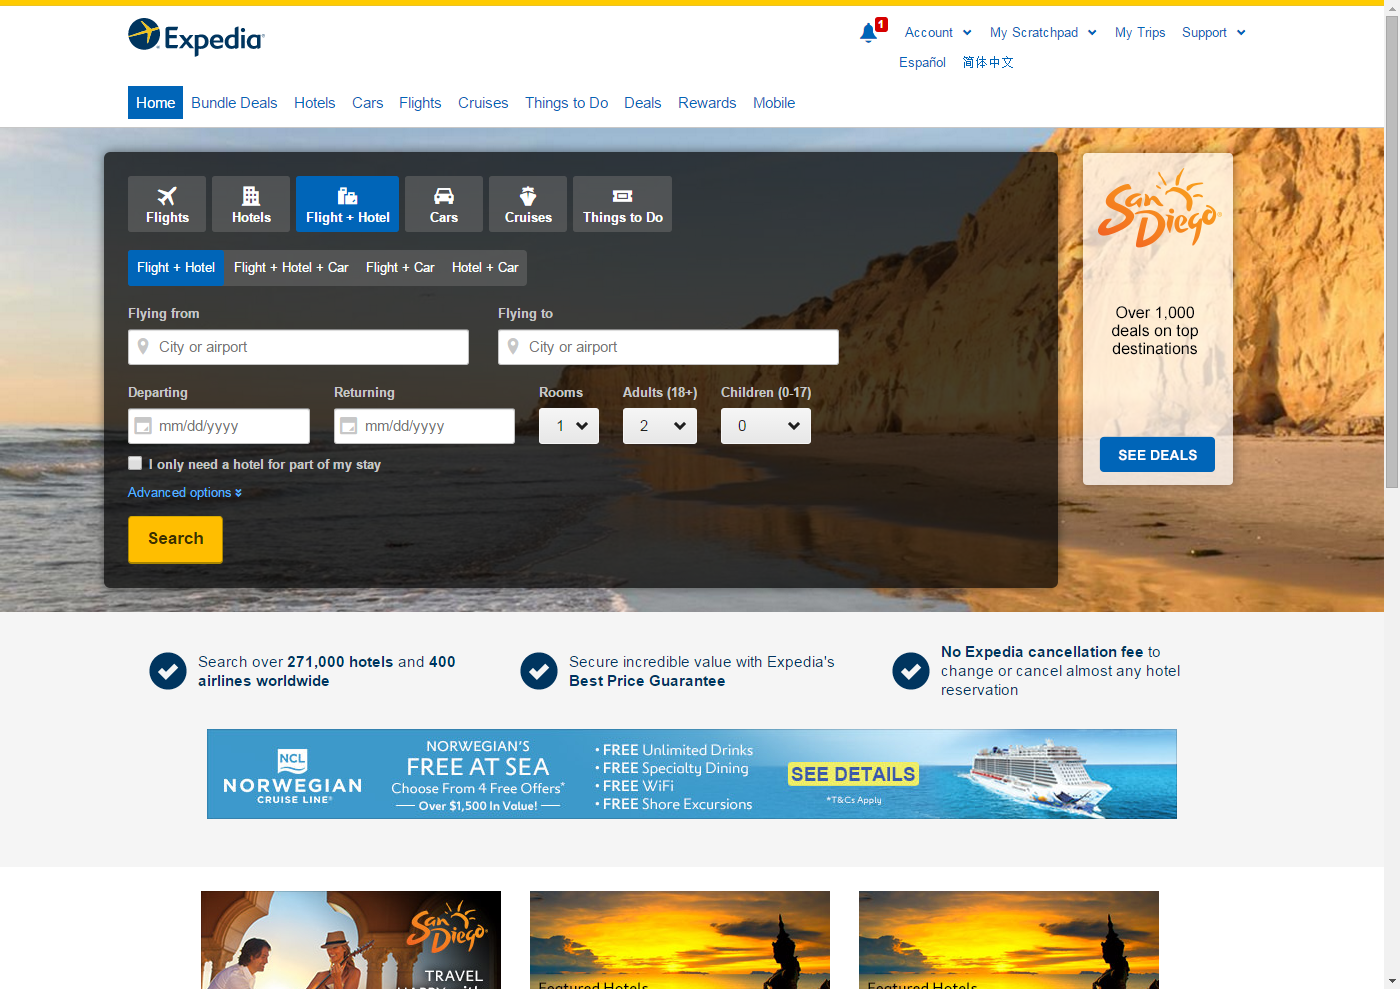 Expedia
1
Account
My Scratchpad
My Trips
Support
Español
简体中文
Home
Bundle Deals
Hotels
Cars
Flights
Cruises
Things to Do
Deals
Rewards
Mobile
Flights
Hotels
Flight + Hotel
Cars
Cruises
Things to Do
Flight + Hotel
Flight + Hotel + Car
Flight + Car
Hotel + Car
Flying from
Flying to
City or airport
City or airport
Departing
Returning
Rooms
Adults (18+)
Children (0-17)
mm/dd/yyyy
mm/dd/yyyy
1
2
0
I only need a hotel for part of my stay
Advanced options
Search
San
Diego
Over 1,000
deals on top
destinations
SEE DEALS
Search over 271,000 hotels and 400
airlines worldwide
Secure incredible value with Expedia's
Best Price Guarantee
No Expedia cancellation fee to
change or cancel almost any hotel
reservation
NCL
NORWEGIAN
CRUISE LINE®
NORWEGIAN'S
FREE AT SEA
Choose From 4 Free Offers*
Over $1,500 In Value!
• FREE Unlimited Drinks
• FREE Specialty Dining
• FREE WiFi
• FREE Shore Excursions
SEE DETAILS
*T&Cs Apply
San
Diego
TRAVEL
HAPPY with
Featured Hotels
Featured Hotels